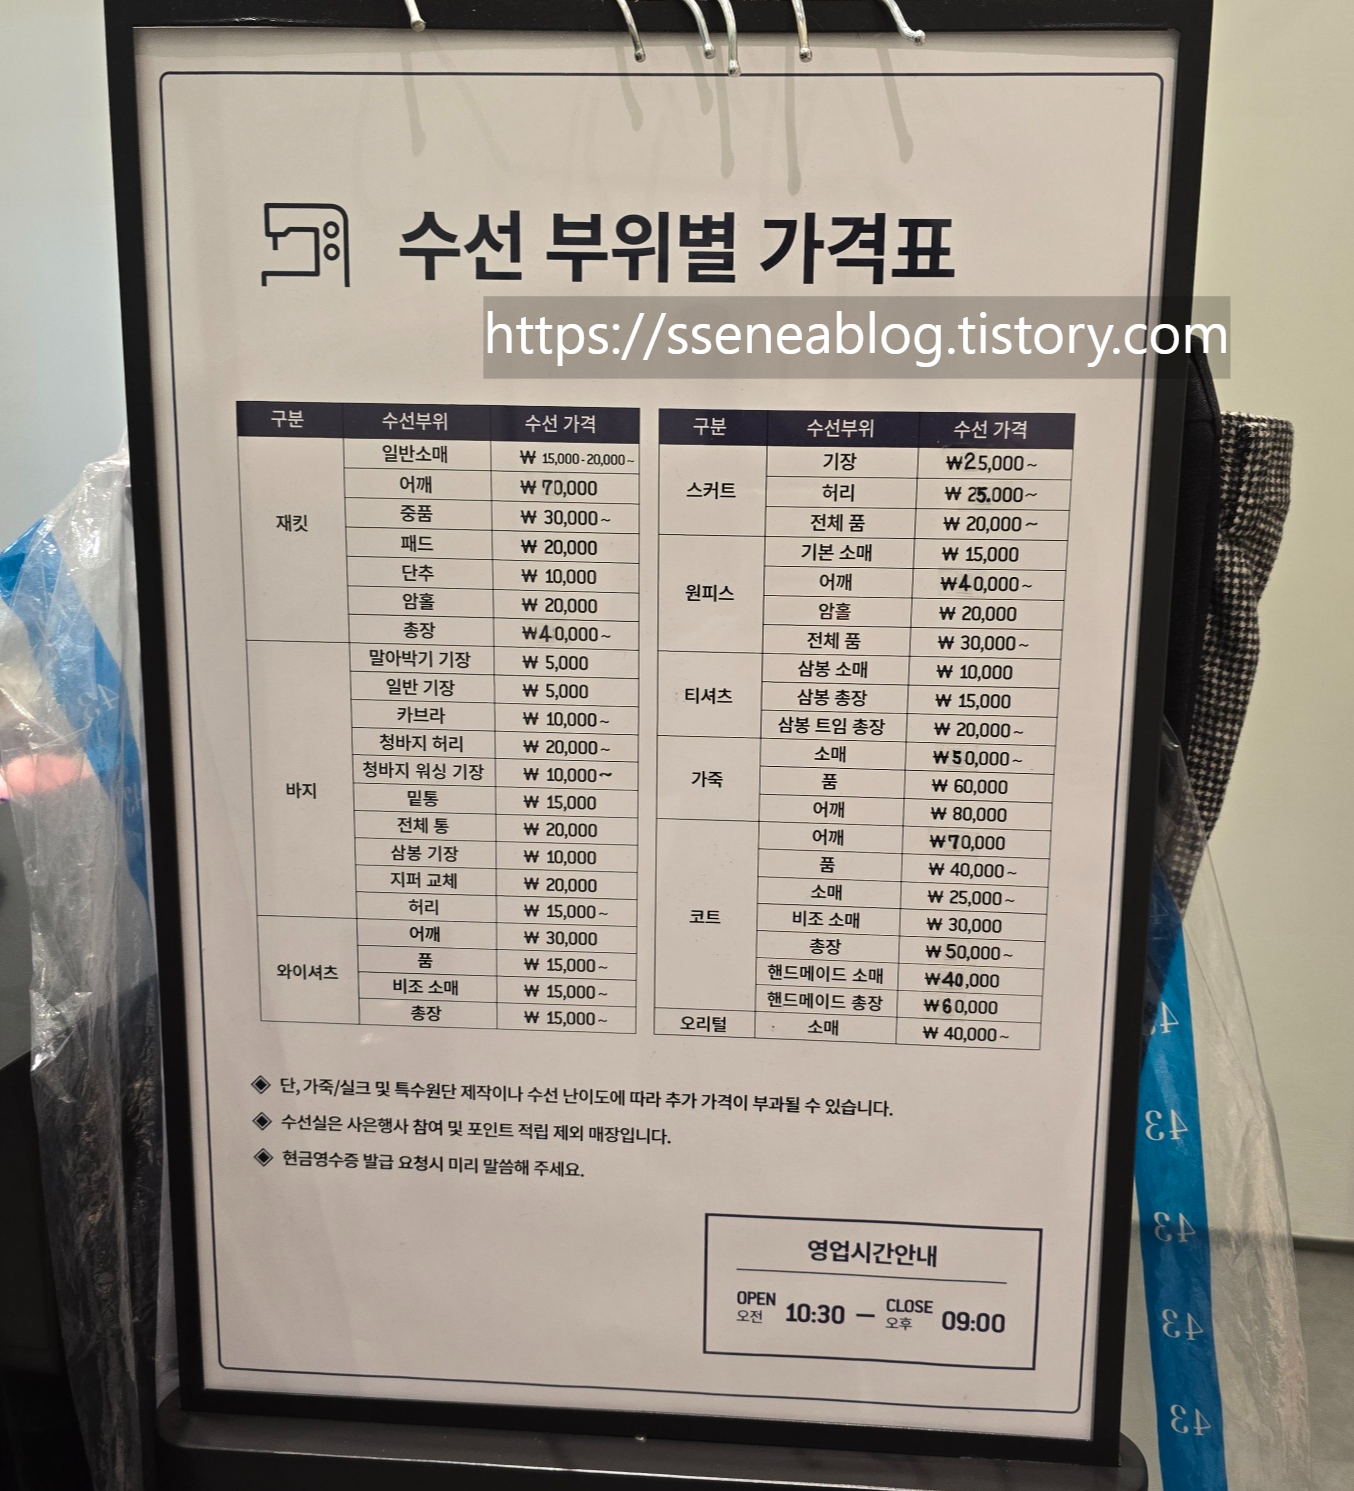 수선 부위별 가격표
https://sseneablog.tistory.com
구분 수선부위 수선 가격
재킷
일반소매 ₩ 15,000-20,000~
어깨 ₩ 70,000
중품 ₩ 30,000~
패드 ₩ 20,000
단추 ₩ 10,000
암홀 ₩ 20,000
총장 ₩40,000~
바지
말아박기 기장 ₩ 5,000
일반 기장 ₩ 5,000
카브라 ₩ 10,000~
청바지 허리 ₩ 20,000~
청바지 워싱 기장 ₩ 10,000~
밑통 ₩ 15,000
전체 통 ₩ 20,000
삼봉 기장 ₩ 10,000
지퍼 교체 ₩ 20,000
허리 ₩ 15,000~
와이셔츠
어깨 ₩ 30,000
품 ₩ 15,000~
비조 소매 ₩ 15,000~
총장 ₩ 15,000~
구분 수선부위 수선 가격
스커트
기장 ₩25,000~
허리 ₩ 25.000~
전체 품 ₩ 20,000~
원피스
기본 소매 ₩ 15,000
어깨 ₩40,000~
암홀 ₩ 20,000
전체 품 ₩ 30,000~
티셔츠
삼봉 소매 ₩ 10,000
삼봉 총장 ₩ 15,000
삼봉 트임 총장 ₩ 20,000~
가죽
소매 ₩50,000~
품 ₩ 60,000
어깨 ₩ 80,000
코트
어깨 ₩70,000
품 ₩ 40,000~
소매 ₩ 25,000~
비조 소매 ₩ 30,000
총장 ₩ 50,000~
핸드메이드 소매 ₩40,000
핸드메이드 총장 ₩60,000
오리털 소매 ₩ 40,000~
◈ 단, 가죽/실크 및 특수원단 제작이나 수선 난이도에 따라 추가 가격이 부과될 수 있습니다.
◈ 수선실은 사은행사 참여 및 포인트 적립 제외 매장입니다.
◈ 현금영수증 발급 요청시 미리 말씀해 주세요.
영업시간안내
OPEN 오전 10:30 — CLOSE 오후 09:00
43
43
43
43
43
43